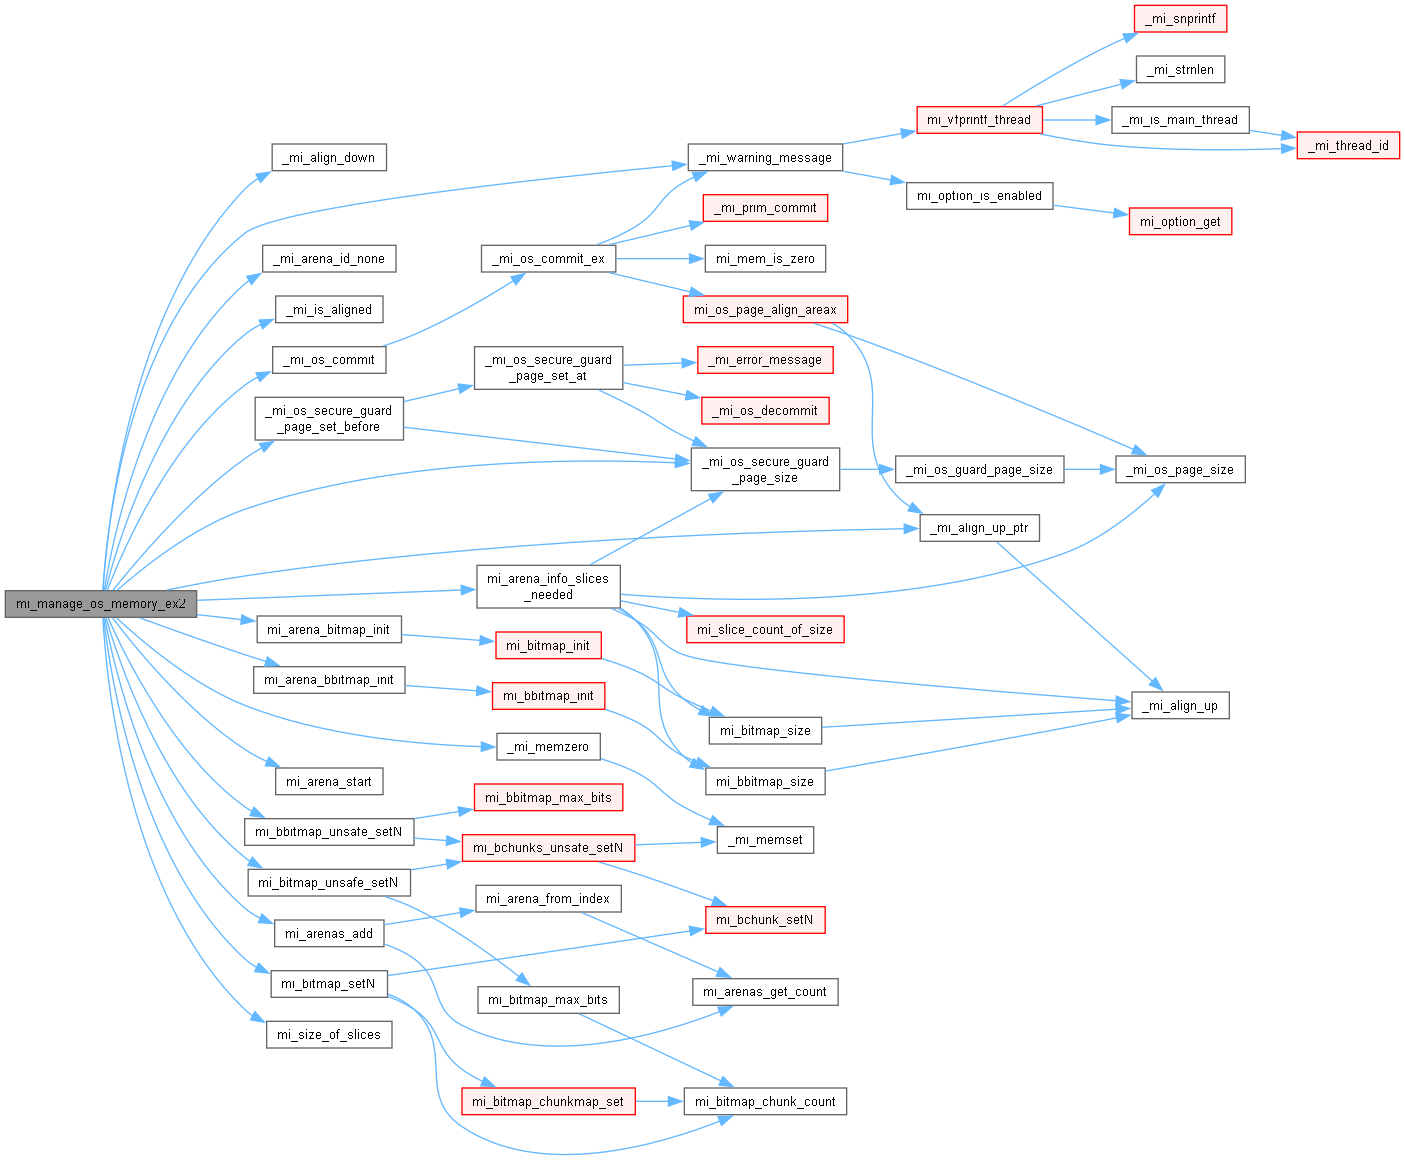 _mi_snprintf
_mi_strnlen
mi_vfprintf_thread
_mi_is_main_thread
_mi_thread_id
_mi_align_down
_mi_warning_message
mi_option_is_enabled
_mi_prim_commit
mi_option_get
_mi_arena_id_none
_mi_os_commit_ex
mi_mem_is_zero
_mi_is_aligned
mi_os_page_align_areax
_mi_os_commit
_mi_os_secure_guard
_page_set_at
_mi_error_message
_mi_os_decommit
_mi_os_secure_guard
_page_set_before
_mi_os_secure_guard
_page_size
_mi_os_guard_page_size
_mi_os_page_size
_mi_align_up_ptr
mi_arena_info_slices
_needed
mi_manage_os_memory_ex2
mi_arena_bitmap_init
mi_bitmap_init
mi_slice_count_of_size
mi_arena_bbitmap_init
mi_bbitmap_init
_mi_align_up
mi_bitmap_size
_mi_memzero
mi_arena_start
mi_bbitmap_size
mi_bbitmap_max_bits
mi_bbitmap_unsafe_setN
mi_bchunks_unsafe_setN
_mi_memset
mi_bitmap_unsafe_setN
mi_arena_from_index
mi_bchunk_setN
mi_arenas_add
mi_bitmap_setN
mi_bitmap_max_bits
mi_arenas_get_count
mi_size_of_slices
mi_bitmap_chunkmap_set
mi_bitmap_chunk_count